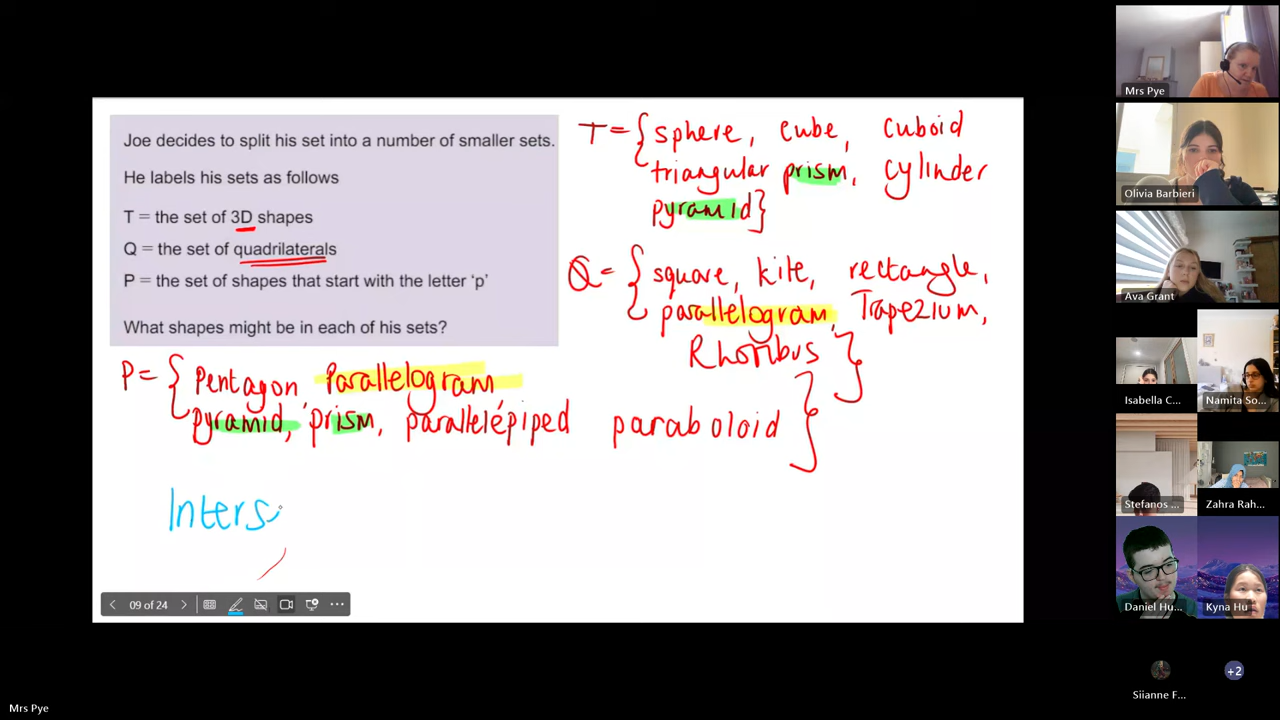 Joe decides to split his set into a number of smaller sets.
He labels his sets as follows
T = the set of 3D shapes
Q = the set of quadrilaterals
P = the set of shapes that start with the letter ‘p’
What shapes might be in each of his sets?
T = { sphere, cube, cuboid
triangular prism, cylinder
pyramid}
Q = { square, kite, rectangle,
parallelogram, Trapezium,
Rhombus }
P = { Pentagon, Parallelogram,
pyramid, prism, parallelépiped paraboloid }
Inters
09 of 24
Mrs Pye
Olivia Barbieri
Ava Grant
Isabella C...
Namita So...
Stefanos ...
Zahra Rah...
Daniel Hu...
Kyna Hu
Siianne F...
+2
Mrs Pye